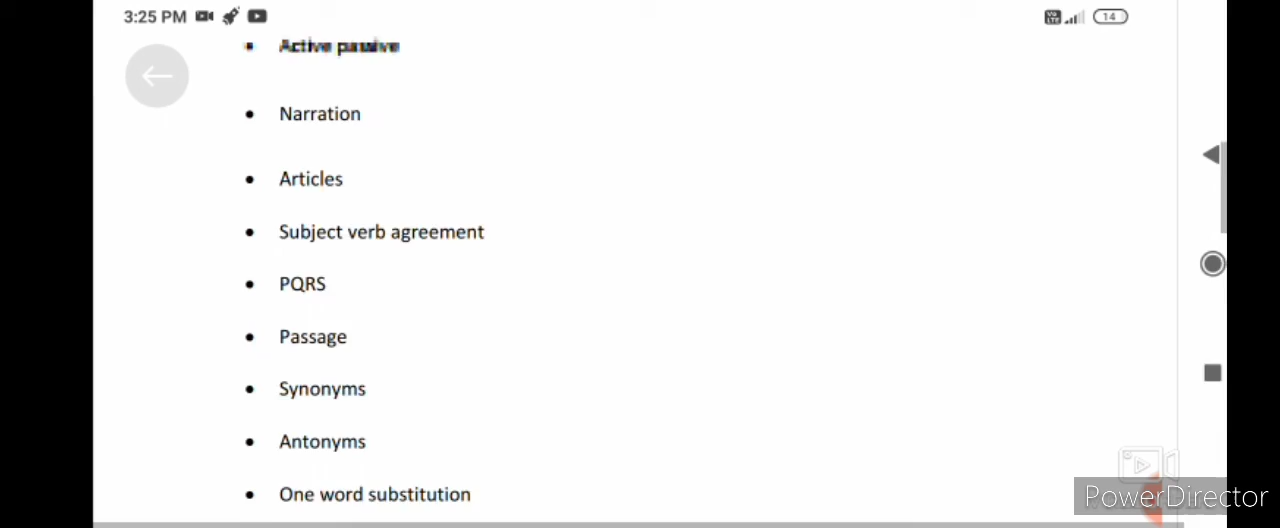 3:25 PM
14
• Active passive
• Narration
• Articles
• Subject verb agreement
• PQRS
• Passage
• Synonyms
• Antonyms
• One word substitution
PowerDirector